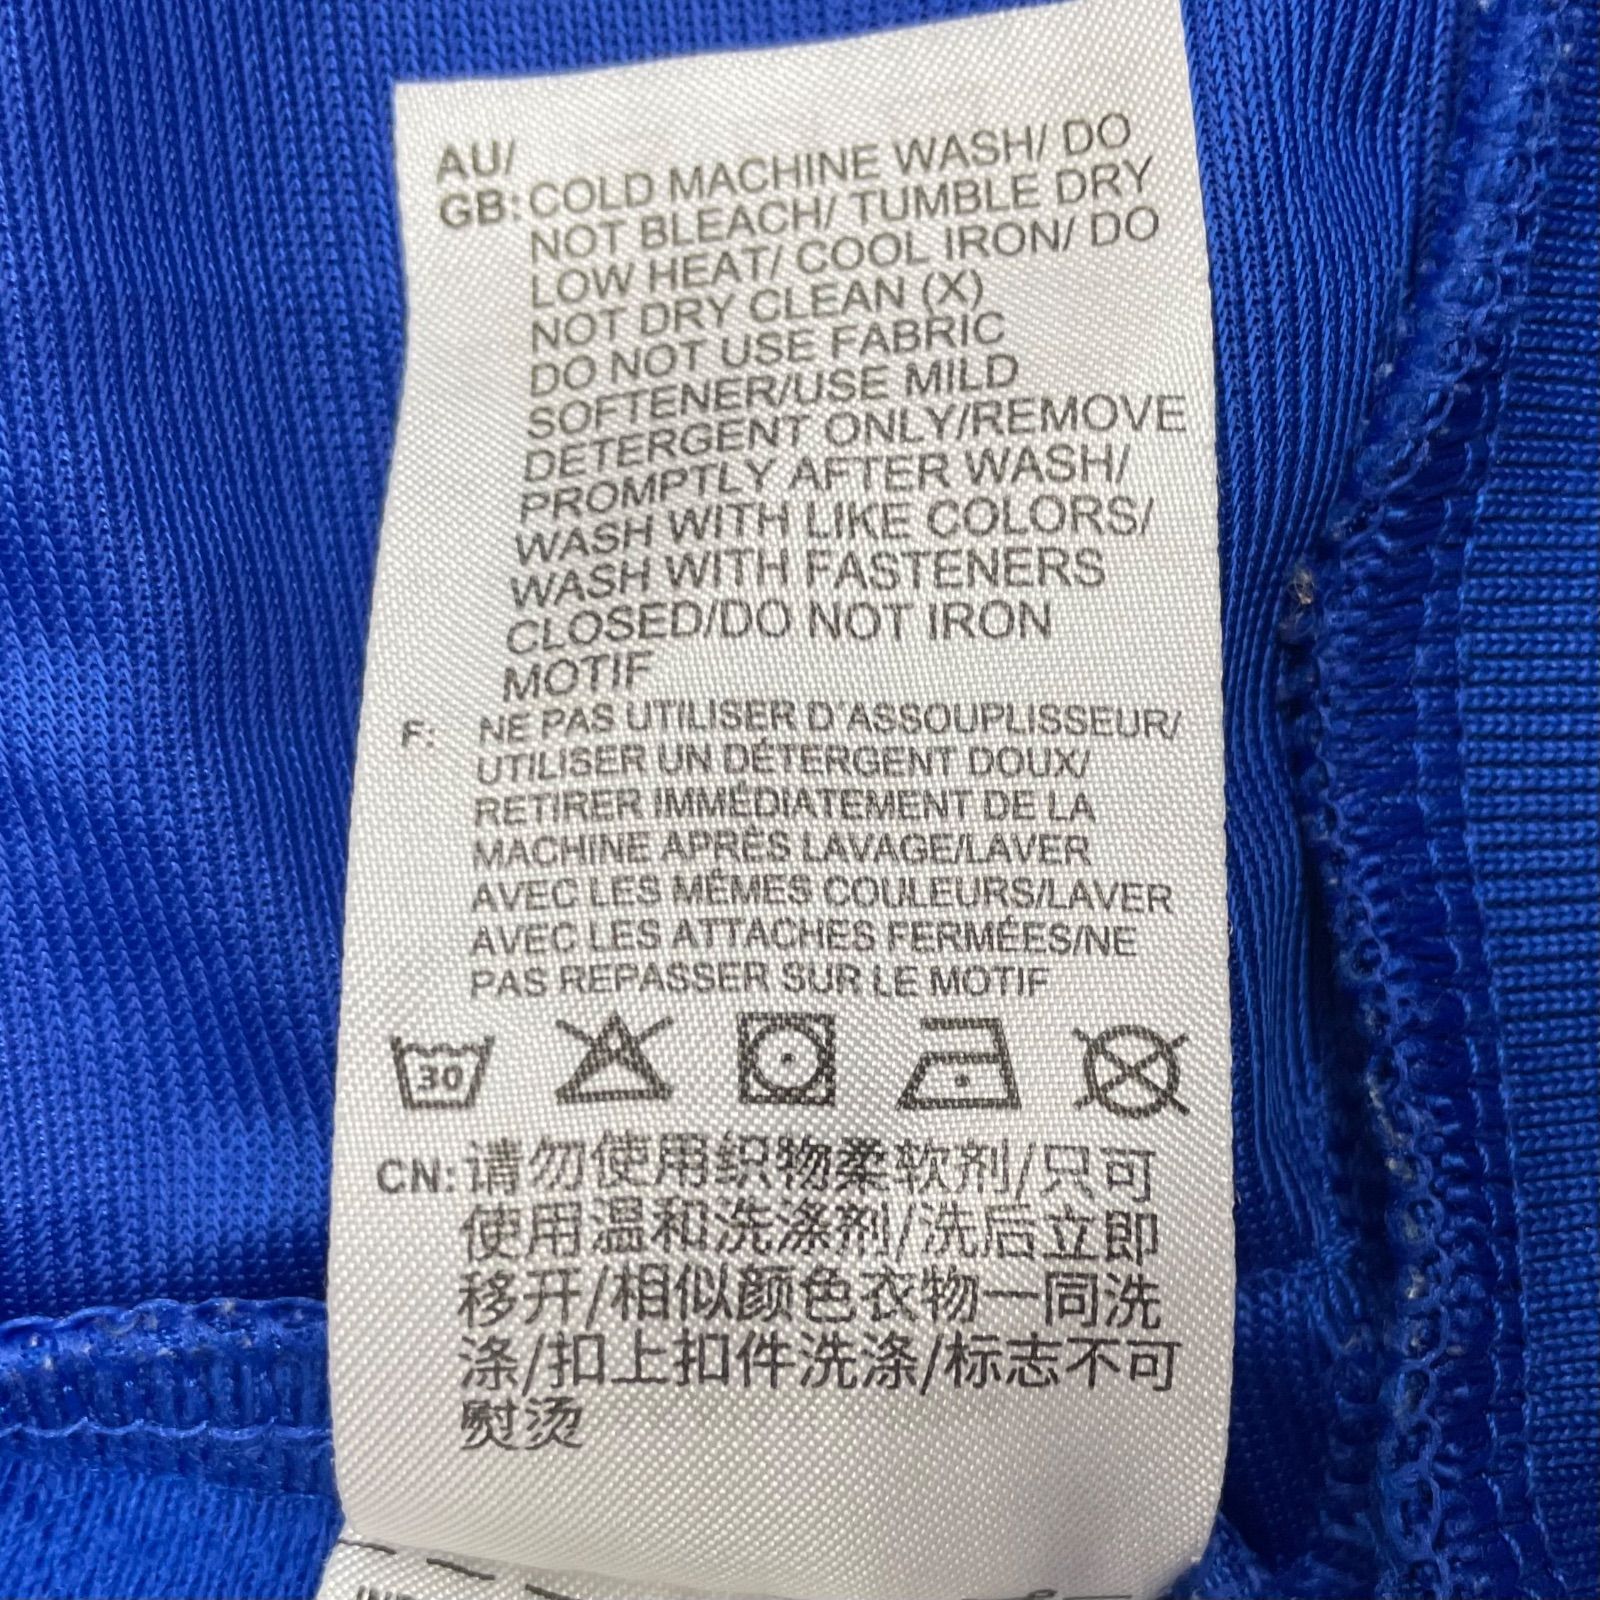 AU/
GB: COLD MACHINE WASH/ DO
NOT BLEACH/ TUMBLE DRY
LOW HEAT/ COOL IRON/ DO
NOT DRY CLEAN (X)
DO NOT USE FABRIC
SOFTENER/USE MILD
DETERGENT ONLY/REMOVE
PROMPTLY AFTER WASH/
WASH WITH LIKE COLORS/
WASH WITH FASTENERS
CLOSED/DO NOT IRON
MOTIF
F: NE PAS UTILISER D'ASSOUPLISSEUR/
UTILISER UN DÉTERGENT DOUX/
RETIRER IMMÉDIATEMENT DE LA
MACHINE APRÈS LAVAGE/LAVER
AVEC LES MÊMES COULEURS/LAVER
AVEC LES ATTACHES FERMÉES/NE
PAS REPASSER SUR LE MOTIF
30
CN: 请勿使用织物柔软剂/只可
使用温和洗涤剂/洗后立即
移开/相似颜色衣物一同洗
涤/扣上扣件洗涤/标志不可
熨烫